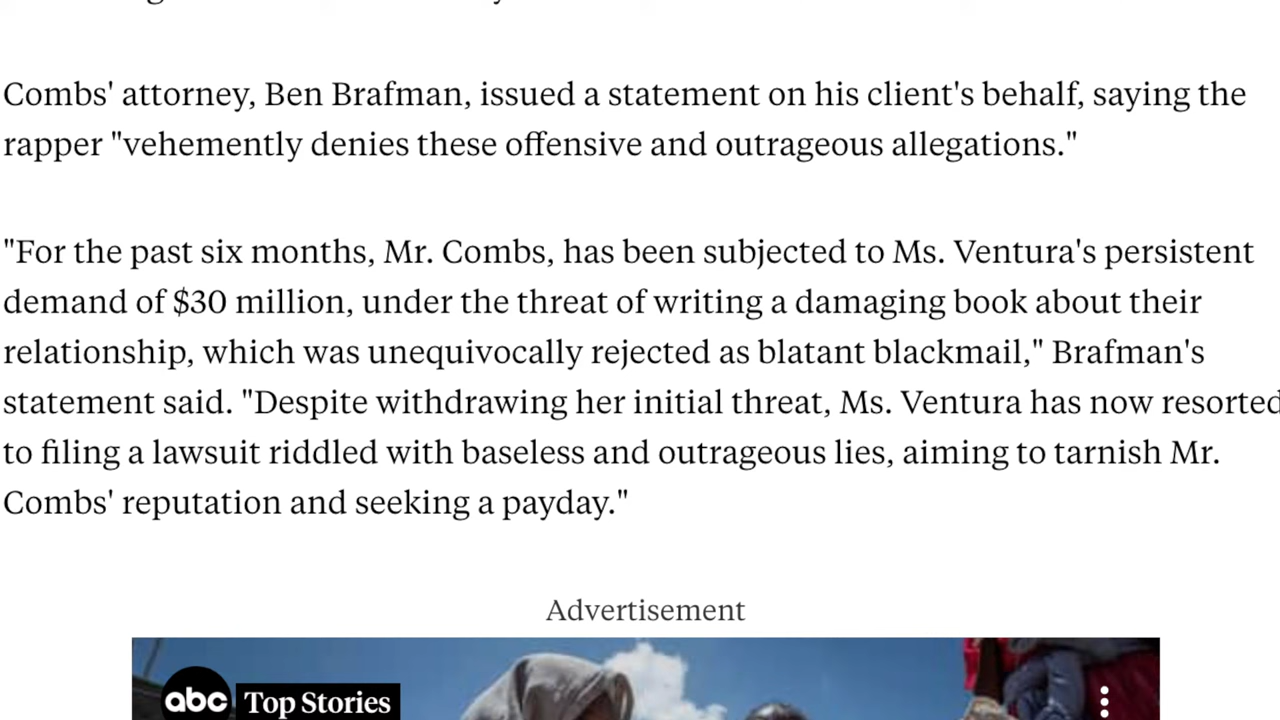 Combs' attorney, Ben Brafman, issued a statement on his client's behalf, saying the
rapper "vehemently denies these offensive and outrageous allegations."
"For the past six months, Mr. Combs, has been subjected to Ms. Ventura's persistent
demand of $30 million, under the threat of writing a damaging book about their
relationship, which was unequivocally rejected as blatant blackmail," Brafman's
statement said. "Despite withdrawing her initial threat, Ms. Ventura has now resorted
to filing a lawsuit riddled with baseless and outrageous lies, aiming to tarnish Mr.
Combs' reputation and seeking a payday."
Advertisement
abc Top Stories